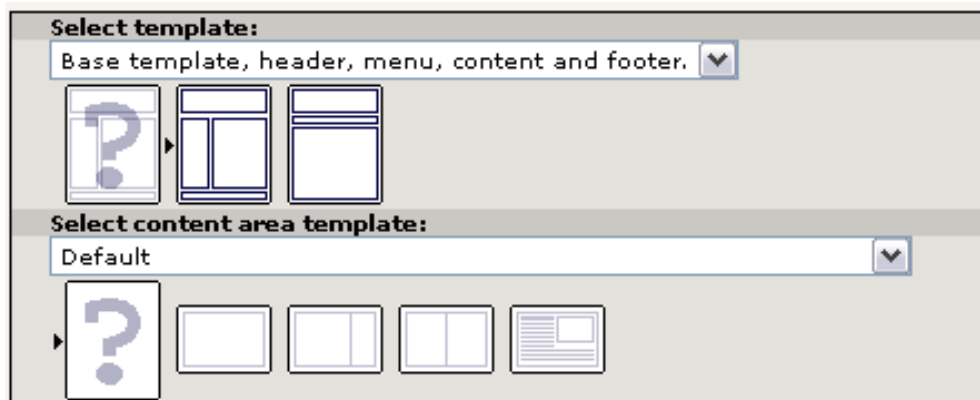 Select template:
Base template, header, menu, content and footer.
?
Select content area template:
Default
?